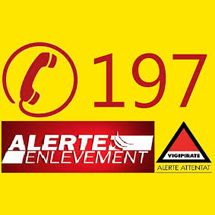 197
ALERTE
ENLEVEMENT
VIGIPIRATE
ALERTE ATTENTAT